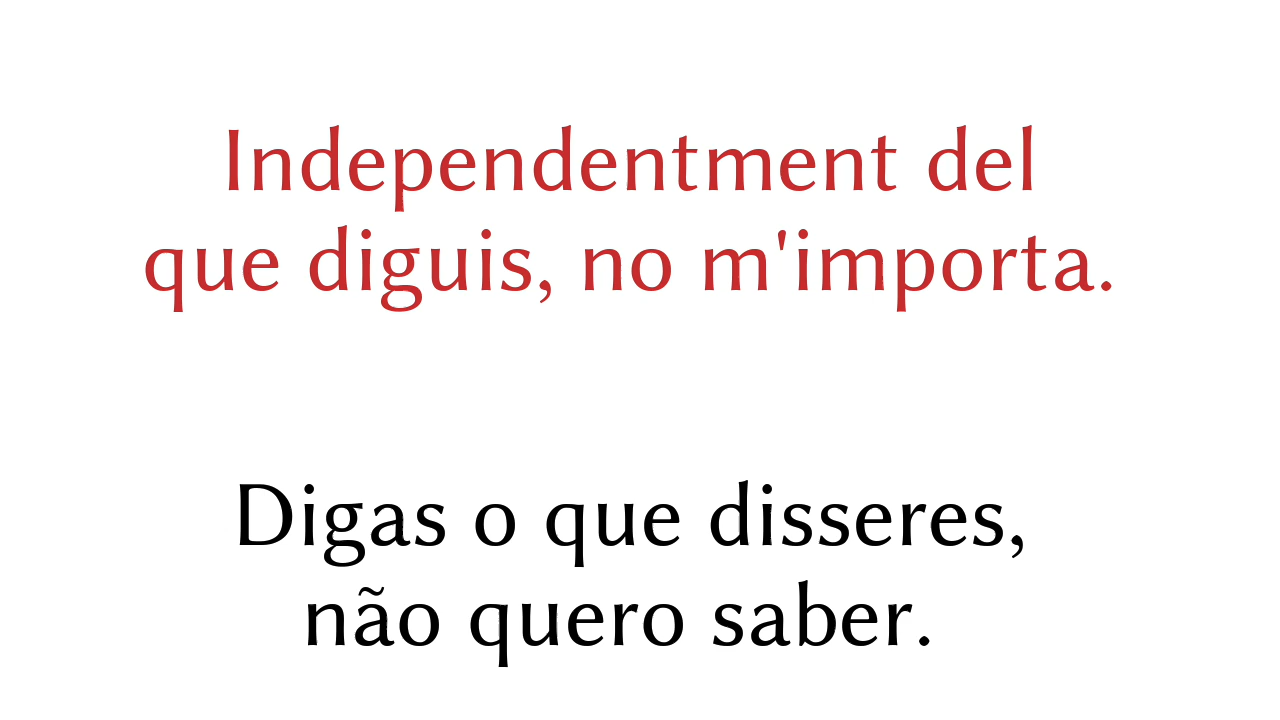 Independentment del
que diguis, no m'importa.
Digas o que disseres,
não quero saber.